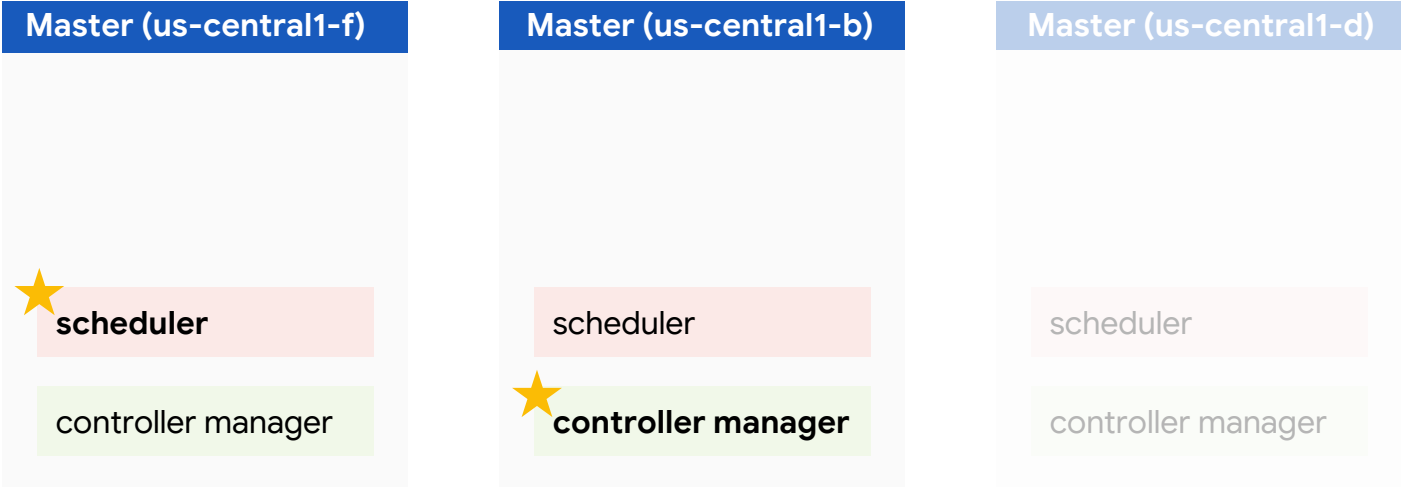 Master (us-central1-f)
Master (us-central1-b)
Master (us-central1-d)
scheduler
scheduler
scheduler
controller manager
controller manager
controller manager